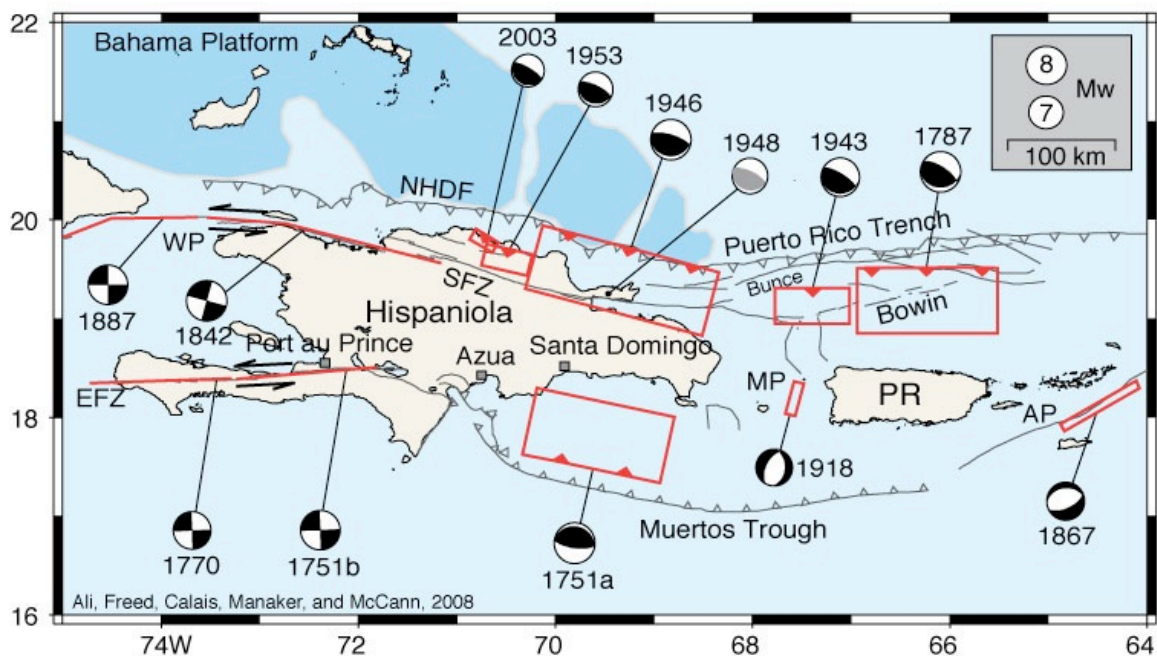 22
20
18
16
Bahama Platform
2003
1953
1946
1948
1943
1787
8
7
Mw
100 km
NHDF
Puerto Rico Trench
WP
SFZ
Bunce
Bowin
1887
1842
Hispaniola
Port au Prince
Azua
Santa Domingo
EFZ
MP
PR
AP
1918
Muertos Trough
1867
1770
1751b
1751a
Ali, Freed, Calais, Manaker, and McCann, 2008
74W
72
70
68
66
64